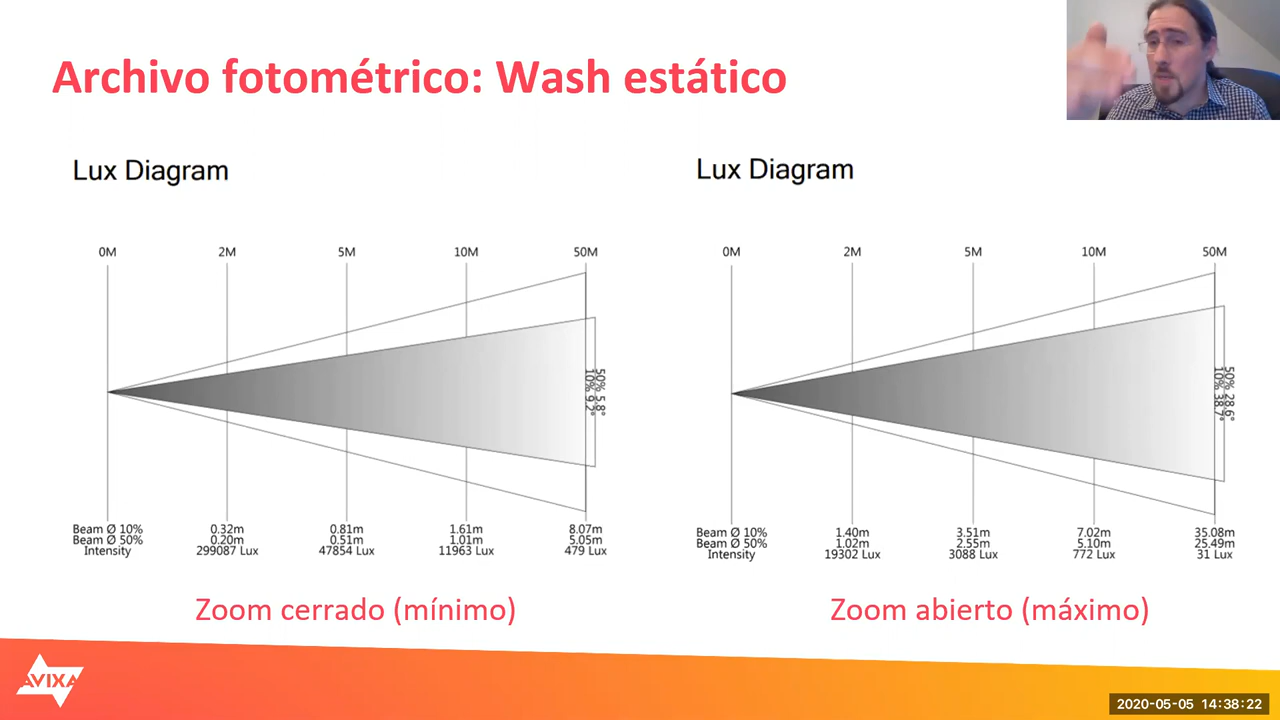 Archivo fotométrico: Wash estático
Lux Diagram
0M 2M 5M 10M 50M
50% 5.8°
10% 9.2°
Beam Ø 10% 0.32m 0.81m 1.61m 8.07m
Beam Ø 50% 0.20m 0.51m 1.01m 5.05m
Intensity 299087 Lux 47854 Lux 11963 Lux 479 Lux
Zoom cerrado (mínimo)
Lux Diagram
0M 2M 5M 10M 50M
50% 28.6°
10% 38.7°
Beam Ø 10% 1.40m 3.51m 7.02m 35.08m
Beam Ø 50% 1.02m 2.55m 5.10m 25.49m
Intensity 19302 Lux 3088 Lux 772 Lux 31 Lux
Zoom abierto (máximo)
AVIXA
2020-05-05 14:38:22